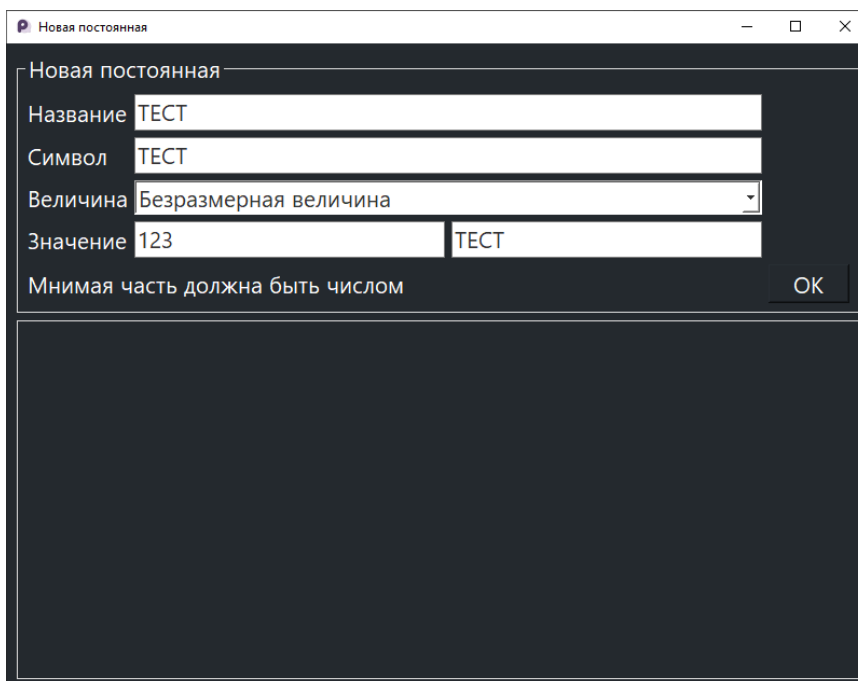 Новая постоянная
Новая постоянная
Название ТЕСТ
Символ ТЕСТ
Величина Безразмерная величина
Значение 123 ТЕСТ
Мнимая часть должна быть числом ОК